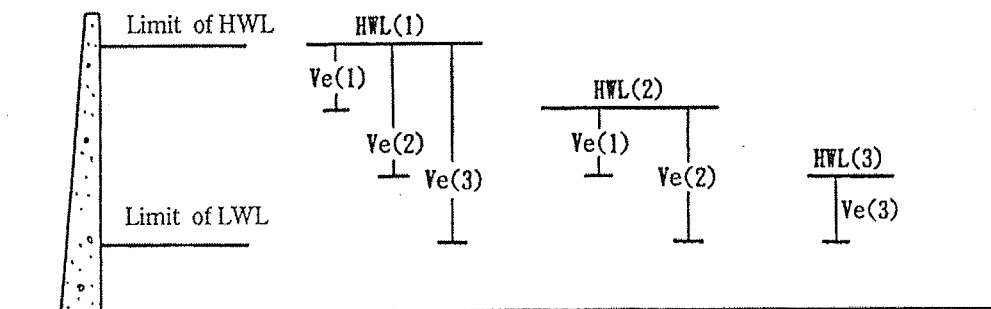 Limit of HWL
HWL(1)
Ve(1)
Ve(2)
Ve(3)
HWL(2)
Ve(1)
Ve(2)
HWL(3)
Ve(3)
Limit of LWL